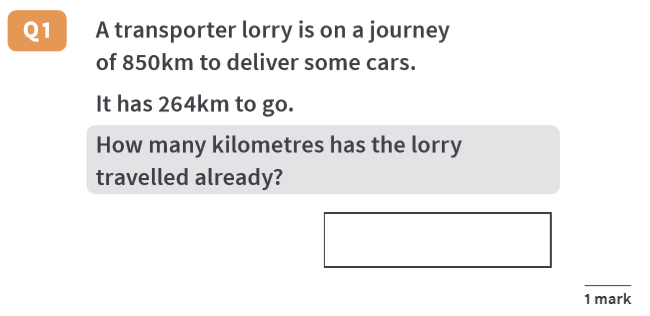 Q1
A transporter lorry is on a journey
of 850km to deliver some cars.
It has 264km to go.
How many kilometres has the lorry
travelled already?
1 mark